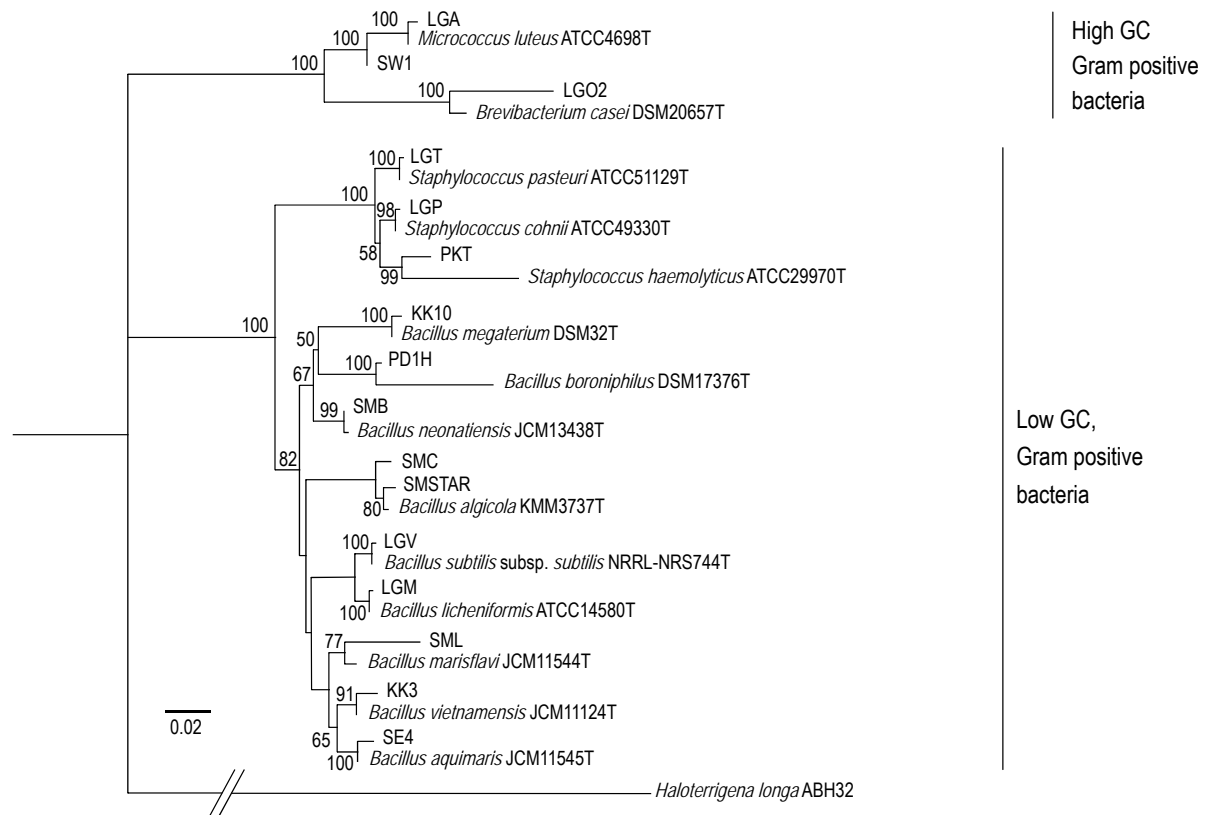 100 LGA
Micrococcus luteus ATCC4698T
100
SW1
100
100 LGO2
Brevibacterium casei DSM20657T
High GC
Gram positive
bacteria
100 LGT
Staphylococcus pasteuri ATCC51129T
100
98 LGP
Staphylococcus cohnii ATCC49330T
58
PKT
99
Staphylococcus haemolyticus ATCC29970T
100
100 KK10
Bacillus megaterium DSM32T
50
100 PD1H
Bacillus boroniphilus DSM17376T
67
99 SMB
Bacillus neonatiensis JCM13438T
82
SMC
SMSTAR
80
Bacillus algicola KMM3737T
100 LGV
Bacillus subtilis subsp. subtilis NRRL-NRS744T
LGM
100
Bacillus licheniformis ATCC14580T
77 SML
Bacillus marisflavi JCM11544T
91 KK3
Bacillus vietnamensis JCM11124T
65
SE4
100
Bacillus aquimaris JCM11545T
Low GC,
Gram positive
bacteria
0.02
Haloterrigena longa ABH32